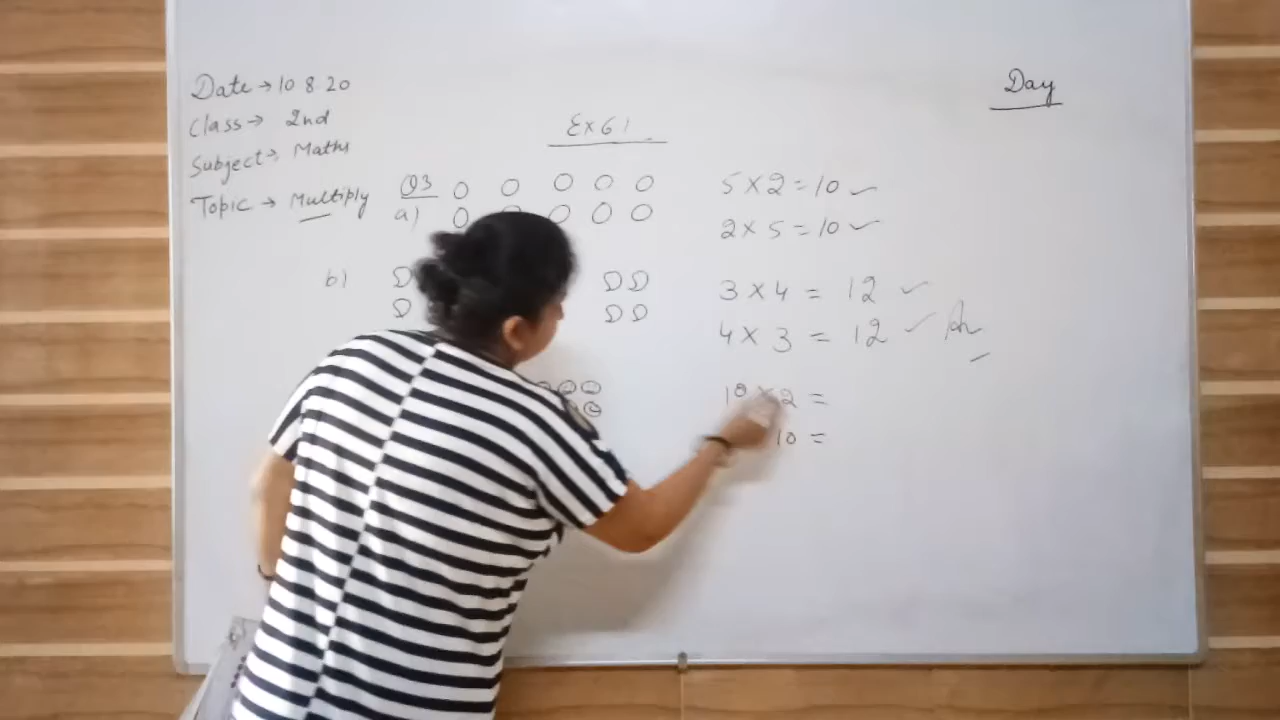 Date → 10 8 20
Day
Class → 2nd
Ex 6 1
Subject → Maths
Topic → Multiply
Q3
a)
5 × 2 = 10 ✓
2 × 5 = 10 ✓
b)
3 × 4 = 12 ✓
4 × 3 = 12 ✓
10 × 2 =
10 =